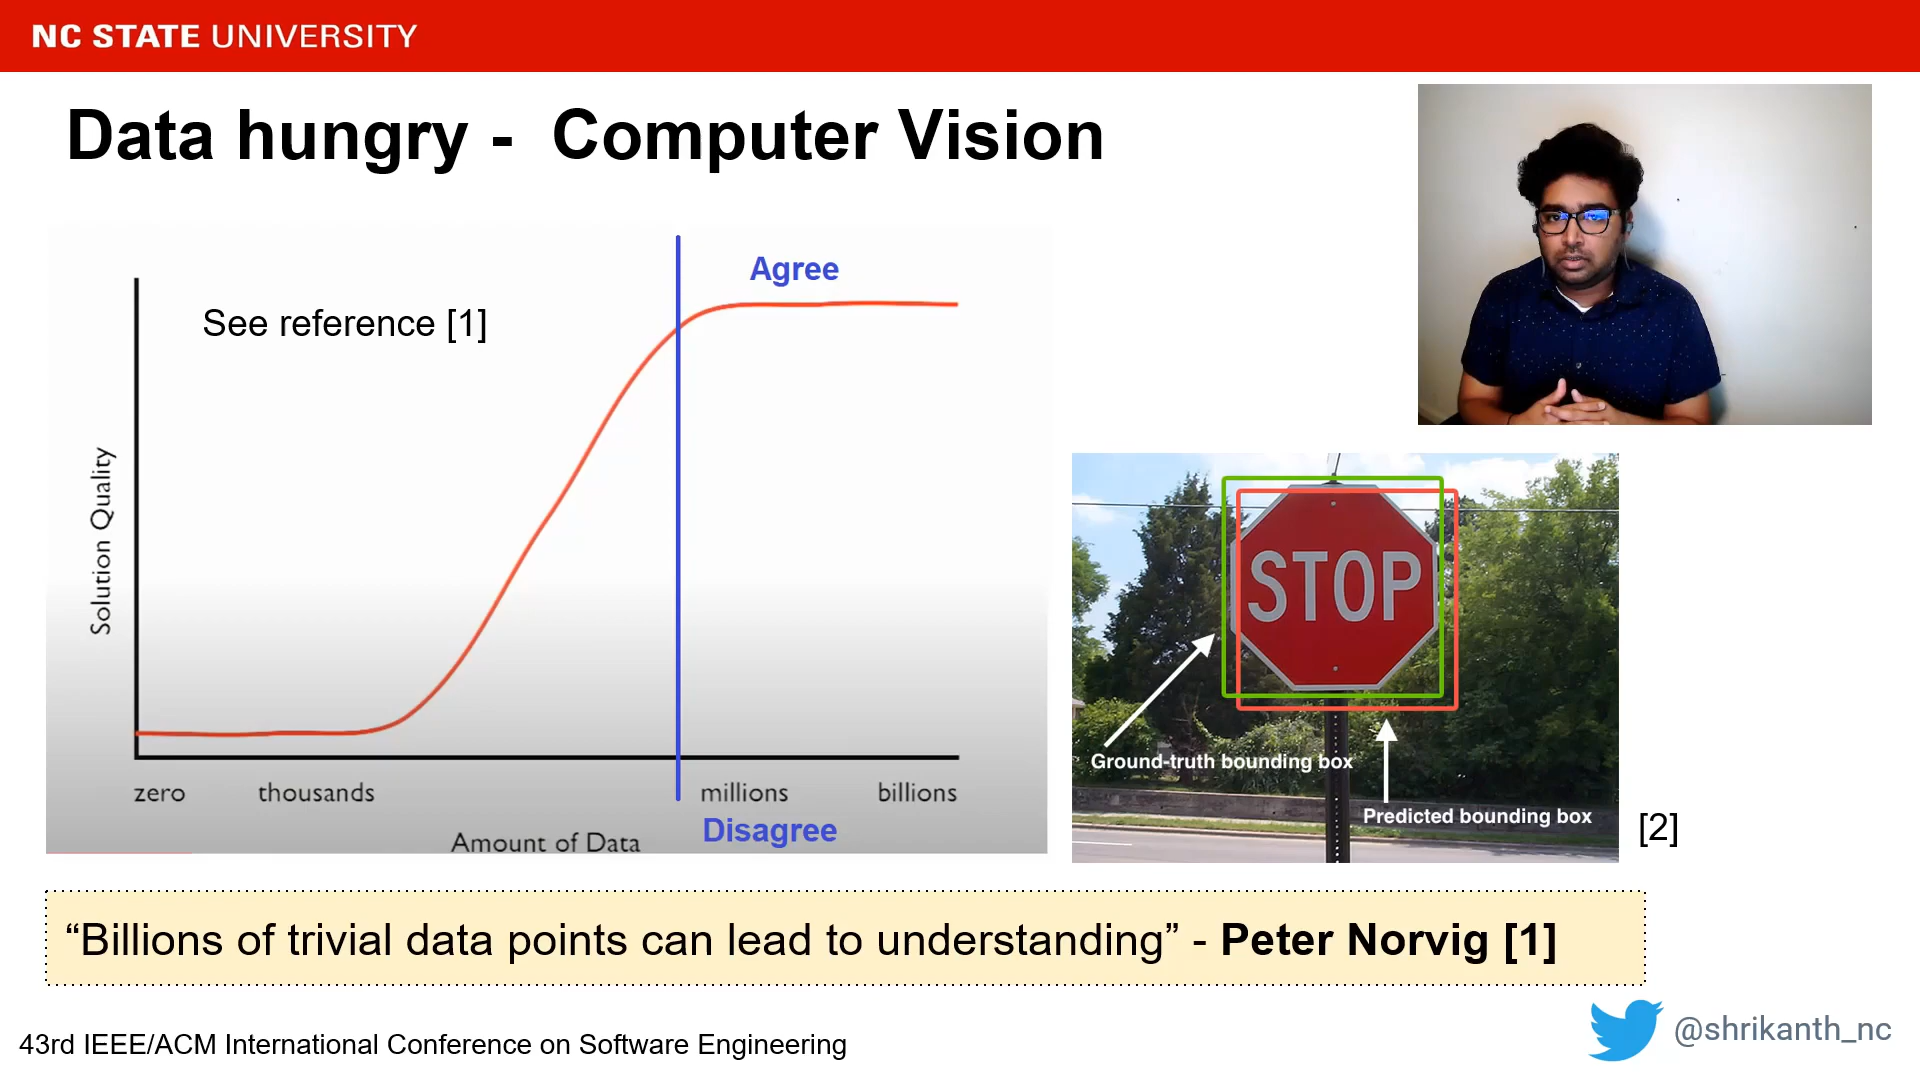 NC STATE UNIVERSITY
Data hungry - Computer Vision
Agree
See reference [1]
Solution Quality
zero thousands millions billions
Disagree
Amount of Data
STOP
Ground-truth bounding box
Predicted bounding box
[2]
“Billions of trivial data points can lead to understanding” - Peter Norvig [1]
43rd IEEE/ACM International Conference on Software Engineering
@shrikanth_nc